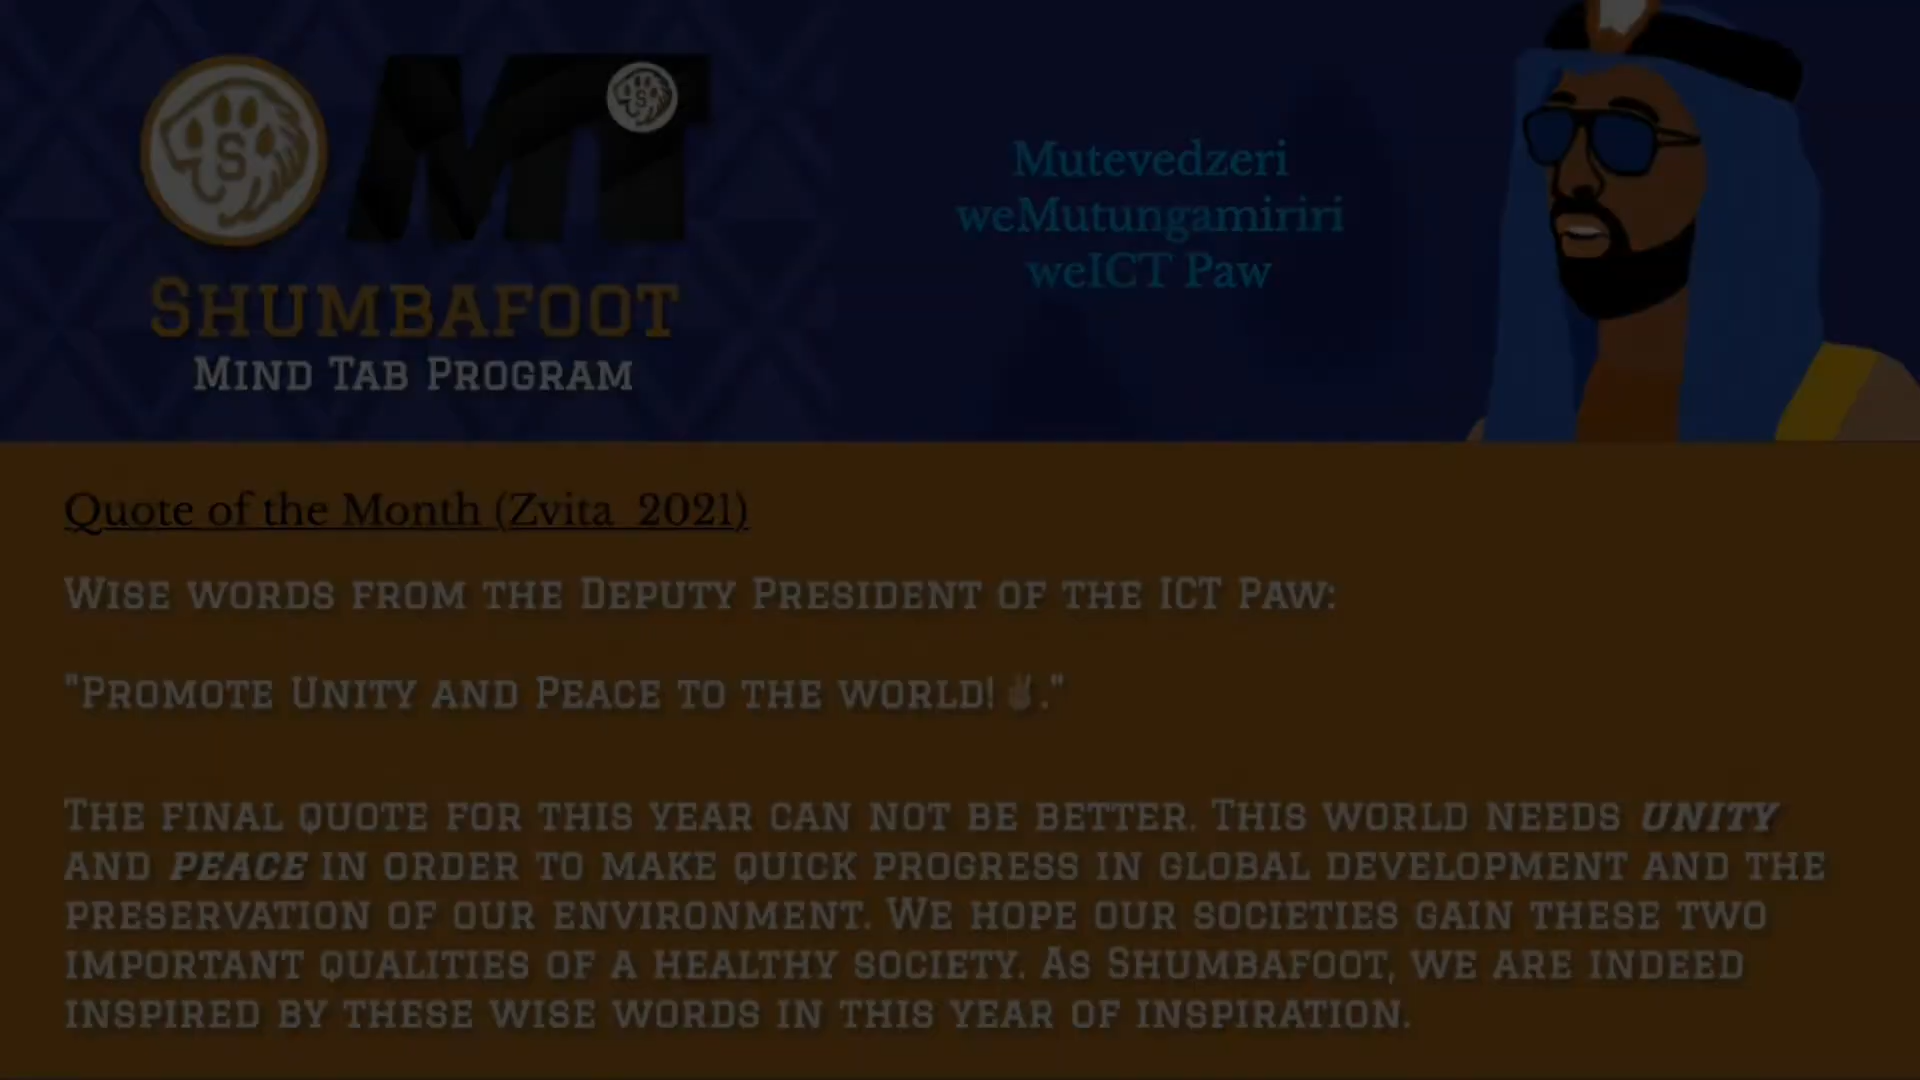 S
MT
S
SHUMBAFOOT
MIND TAB PROGRAM
Mutevedzeri
weMutungamiriri
weICT Paw
Quote of the Month (Zvita 2021)
WISE WORDS FROM THE DEPUTY PRESIDENT OF THE ICT PAW:
"PROMOTE UNITY AND PEACE TO THE WORLD!✌."
THE FINAL QUOTE FOR THIS YEAR CAN NOT BE BETTER. THIS WORLD NEEDS UNITY
AND PEACE IN ORDER TO MAKE QUICK PROGRESS IN GLOBAL DEVELOPMENT AND THE
PRESERVATION OF OUR ENVIRONMENT. WE HOPE OUR SOCIETIES GAIN THESE TWO
IMPORTANT QUALITIES OF A HEALTHY SOCIETY. AS SHUMBAFOOT, WE ARE INDEED
INSPIRED BY THESE WISE WORDS IN THIS YEAR OF INSPIRATION.